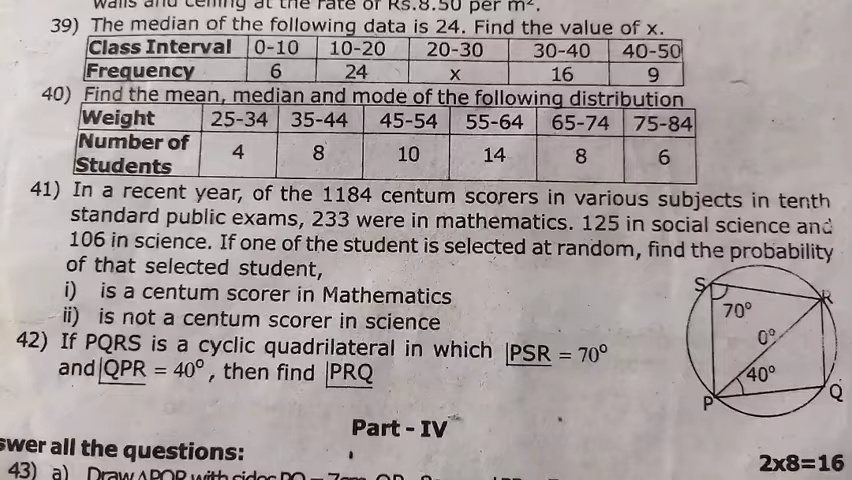 walls and ceiling at the rate of Rs.8.50 per m².
39) The median of the following data is 24. Find the value of x.
Class Interval 0-10 10-20 20-30 30-40 40-50
Frequency 6 24 x 16 9
40) Find the mean, median and mode of the following distribution
Weight 25-34 35-44 45-54 55-64 65-74 75-84
Number of Students 4 8 10 14 8 6
41) In a recent year, of the 1184 centum scorers in various subjects in tenth
standard public exams, 233 were in mathematics. 125 in social science and
106 in science. If one of the student is selected at random, find the probability
of that selected student,
i) is a centum scorer in Mathematics
ii) is not a centum scorer in science
42) If PQRS is a cyclic quadrilateral in which |PSR = 70⁰
and |QPR = 40⁰, then find |PRQ
S
R
70⁰
0⁰
40⁰
P
Q
Part - IV
swer all the questions:
2x8=16
43) a) Draw